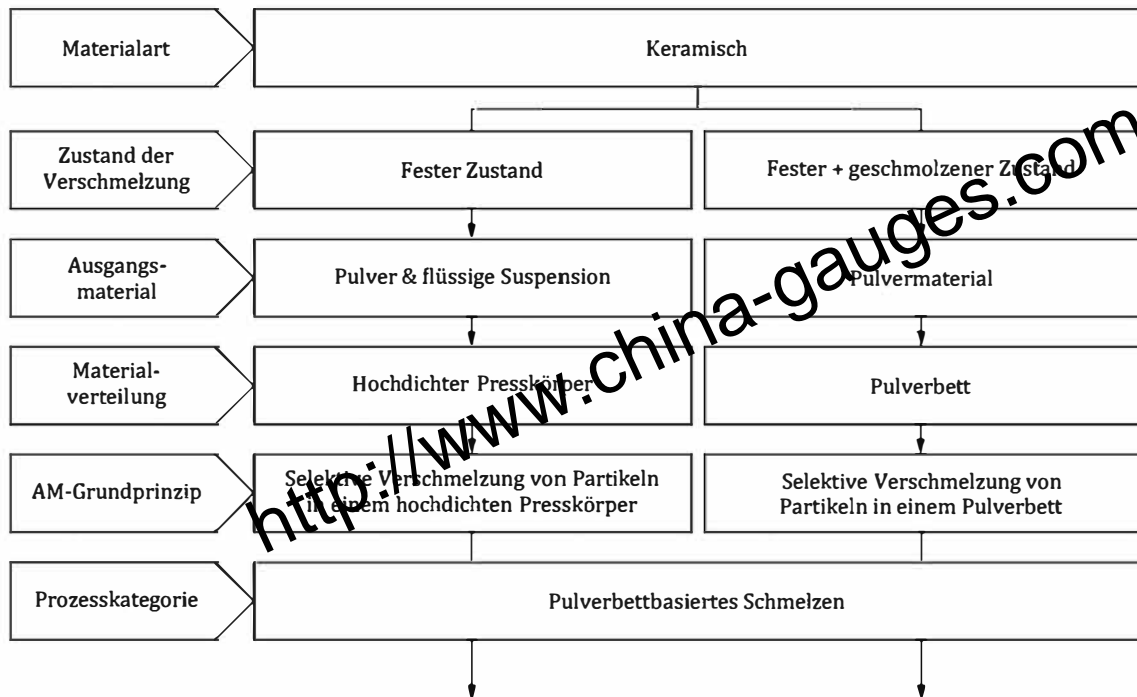 Materialart
Keramisch
Zustand der
Verschmelzung
Fester Zustand
Fester + geschmolzener Zustand
Ausgangs-
material
Pulver & flüssige Suspension
Pulvermaterial
Material-
verteilung
Hochdichter Presskörper
Pulverbett
AM-Grundprinzip
Selektive Verschmelzung von Partikeln
in einem hochdichten Presskörper
Selektive Verschmelzung von
Partikeln in einem Pulverbett
Prozesskategorie
Pulverbettbasiertes Schmelzen
http://www.china-gauges.com